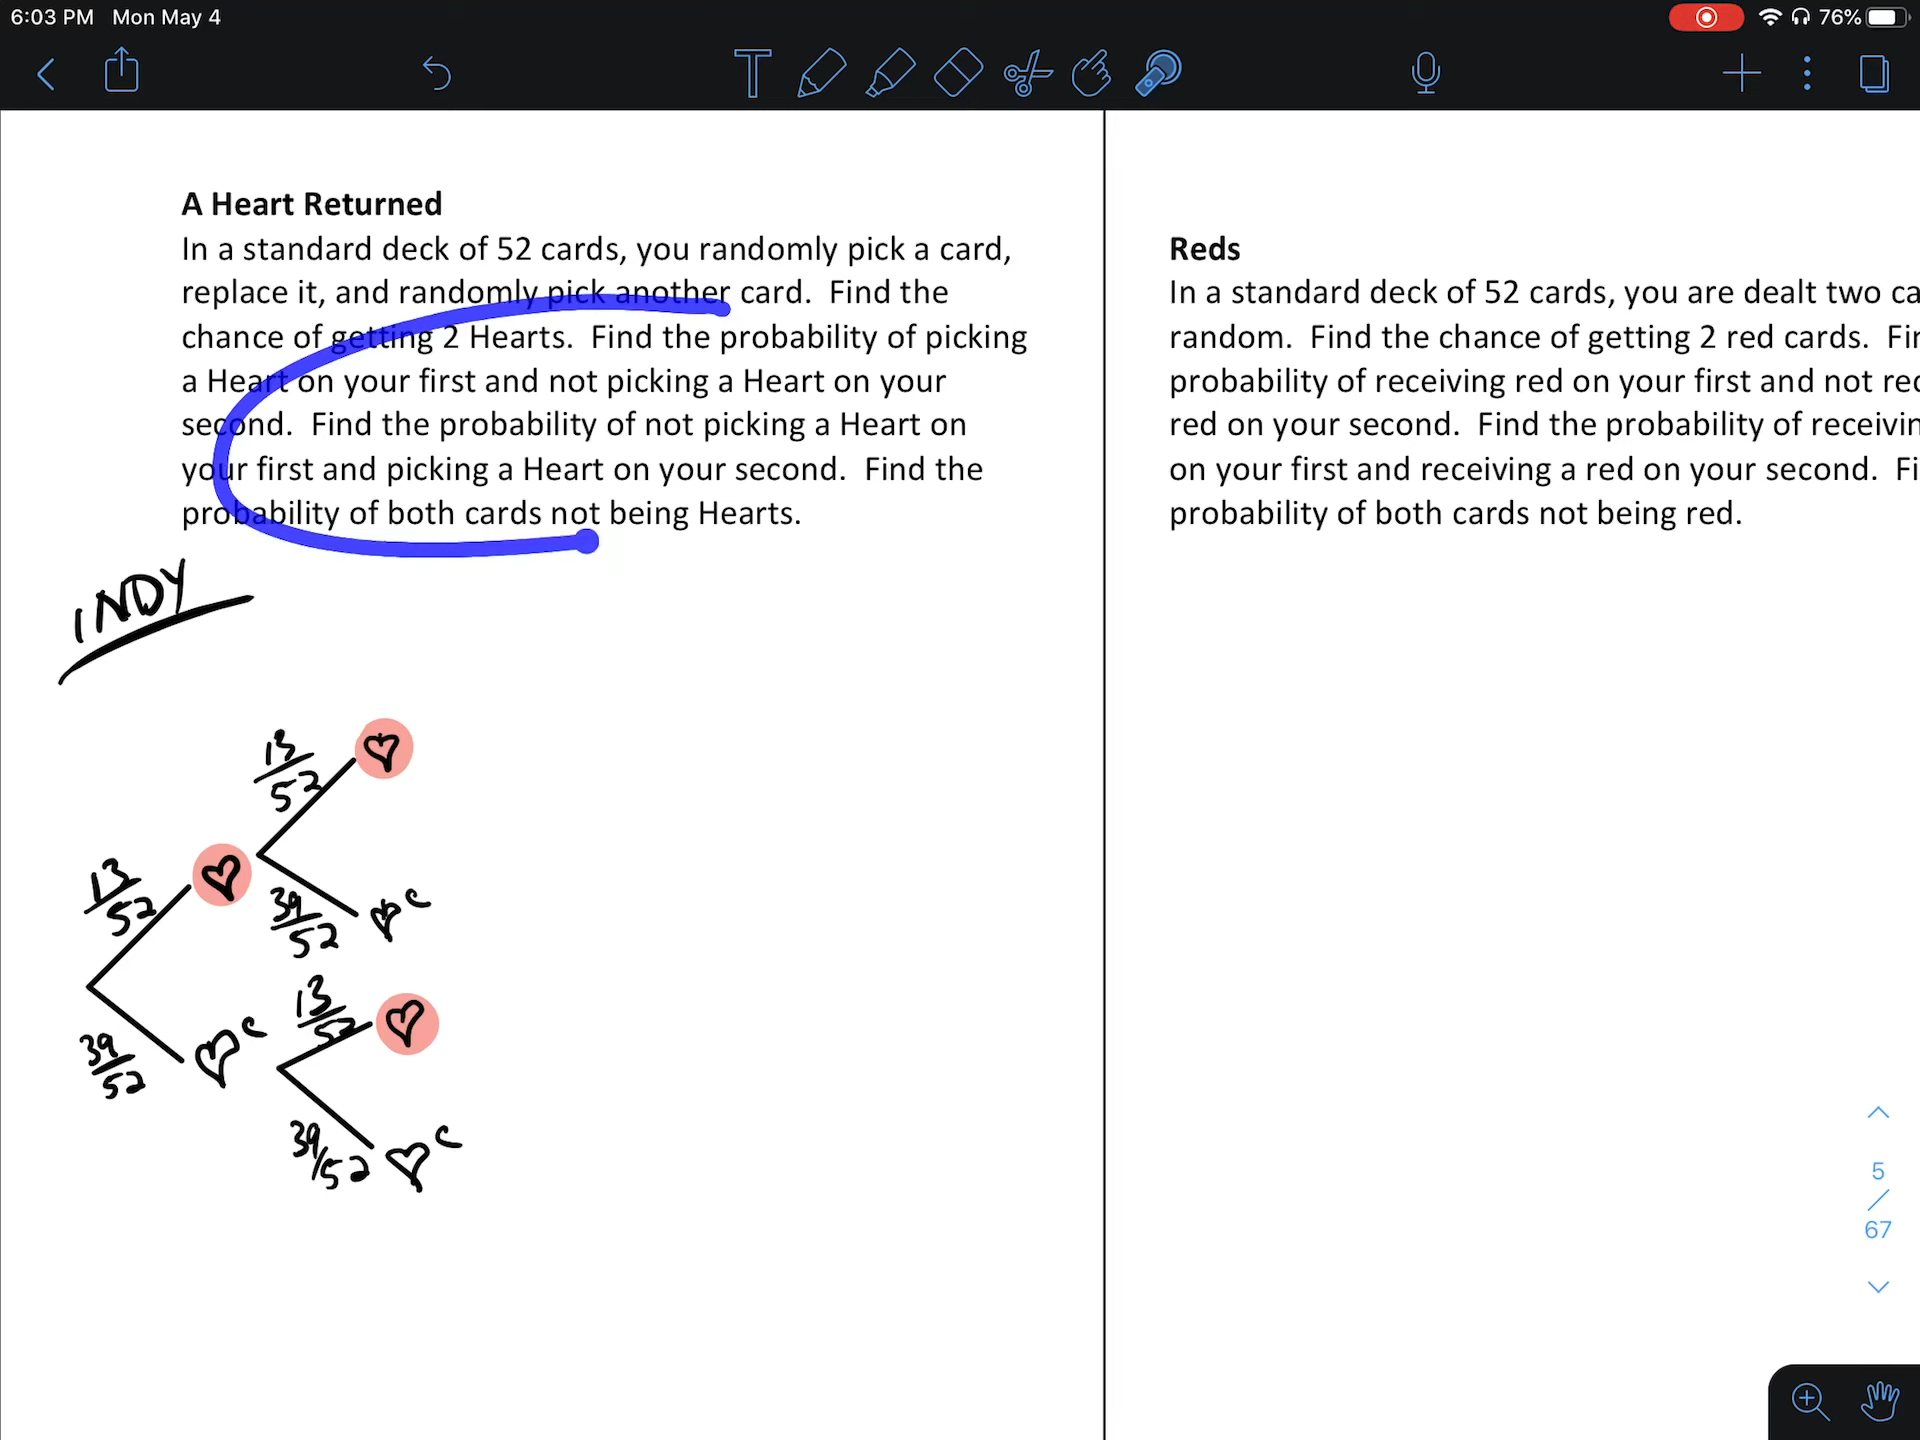 6:03 PM Mon May 4
76%
A Heart Returned
In a standard deck of 52 cards, you randomly pick a card,
replace it, and randomly pick another card. Find the
chance of getting 2 Hearts. Find the probability of picking
a Heart on your first and not picking a Heart on your
second. Find the probability of not picking a Heart on
your first and picking a Heart on your second. Find the
probability of both cards not being Hearts.
INDY
13/52
13/52
39/52
39/52
C
13/52
C
39/52
C
Reds
In a standard deck of 52 cards, you are dealt two ca
random. Find the chance of getting 2 red cards. Fin
probability of receiving red on your first and not rec
red on your second. Find the probability of receivin
on your first and receiving a red on your second. Fi
probability of both cards not being red.
5
/
67